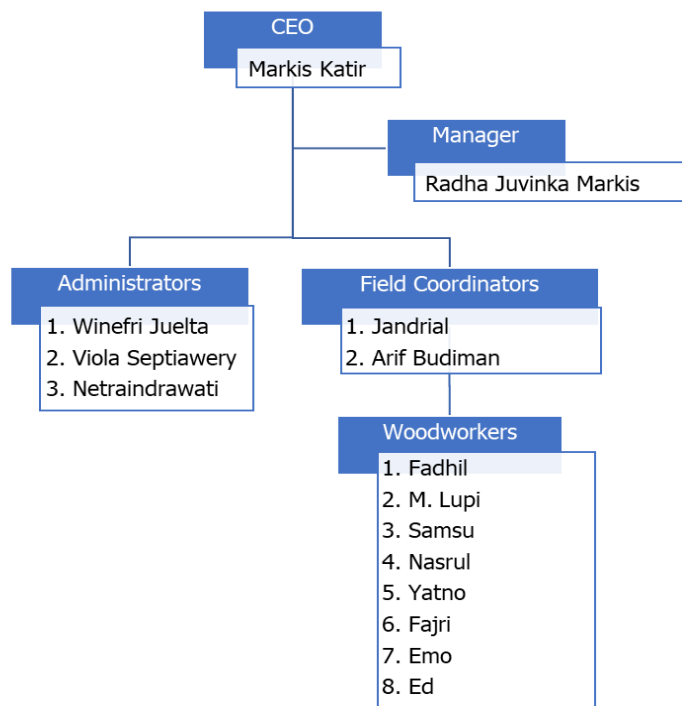 CEO
Markis Katir
Manager
Radha Juvinka Markis
Administrators
1. Winefri Juelta
2. Viola Septiawery
3. Netraindrawati
Field Coordinators
1. Jandrial
2. Arif Budiman
Woodworkers
1. Fadhil
2. M. Lupi
3. Samsu
4. Nasrul
5. Yatno
6. Fajri
7. Emo
8. Ed